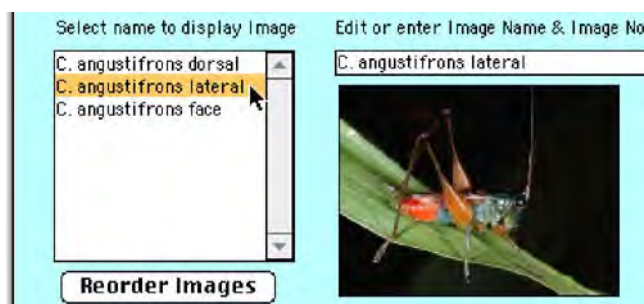 Select name to display Image
C. angustifrons dorsal
C. angustifrons lateral
C. angustifrons face
Reorder Images
Edit or enter Image Name & Image No
C. angustifrons lateral